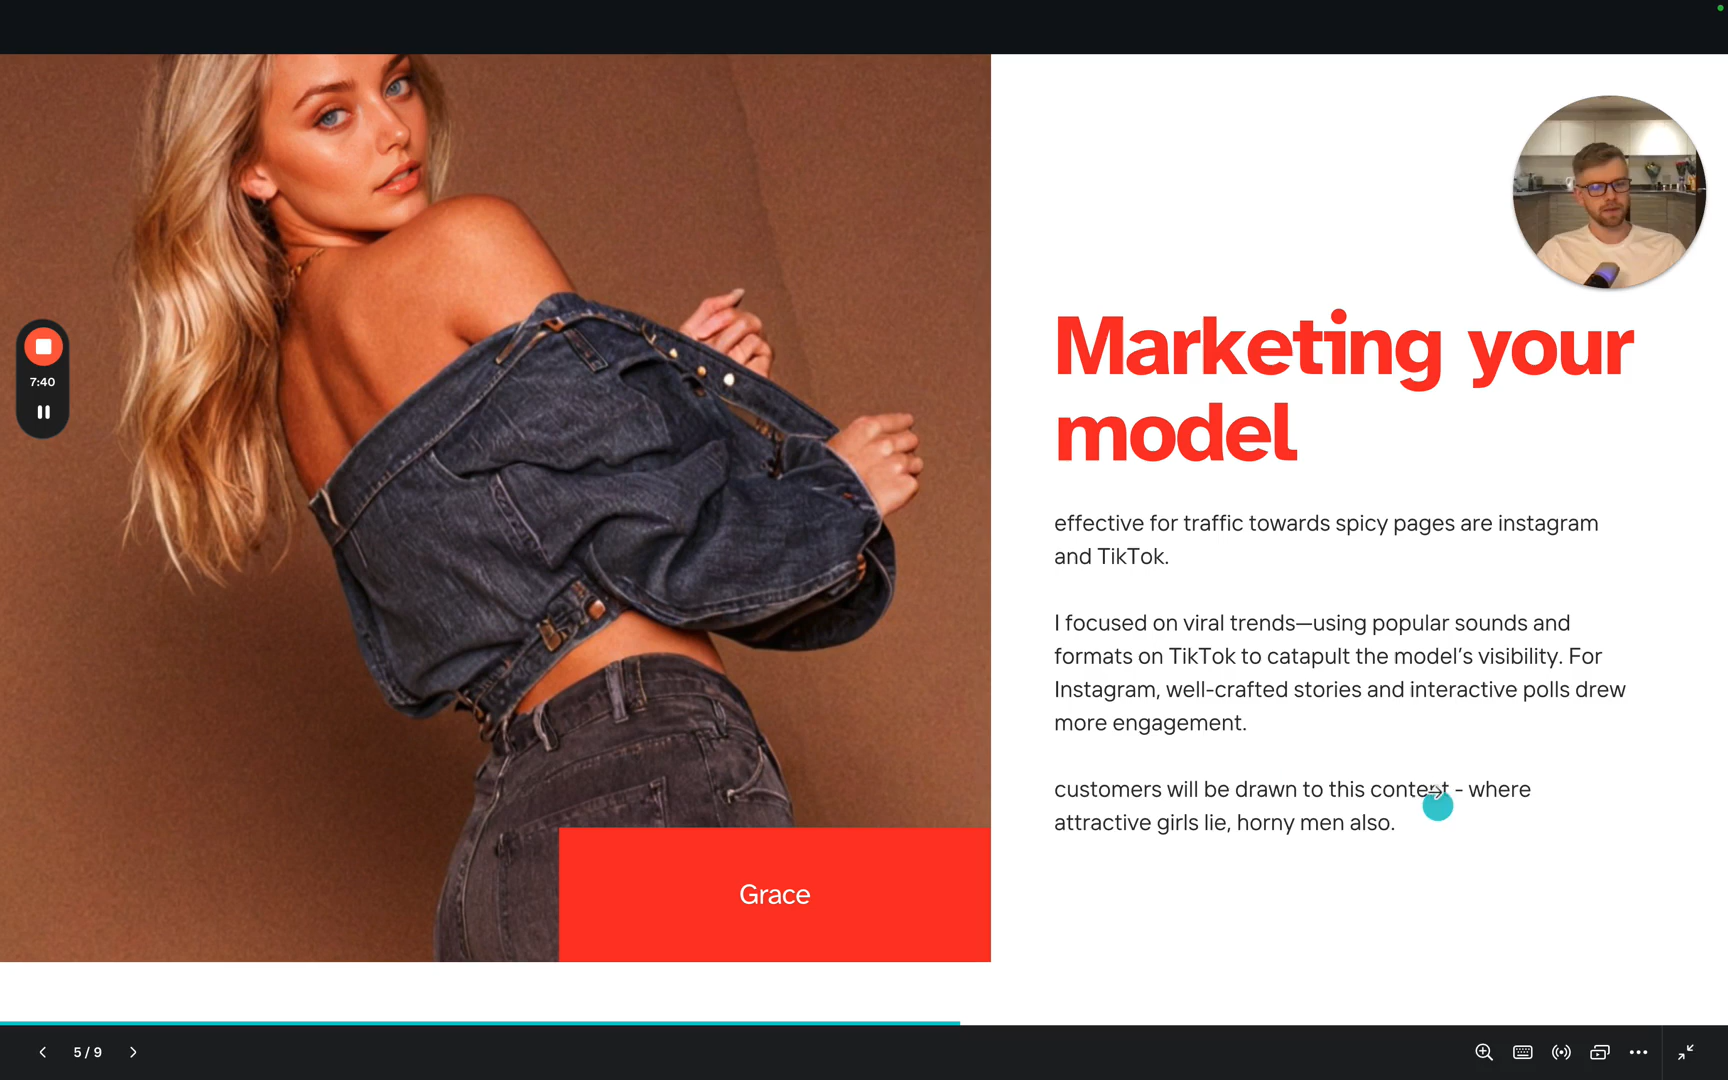 7:40
Marketing your
model
effective for traffic towards spicy pages are instagram
and TikTok.
I focused on viral trends—using popular sounds and
formats on TikTok to catapult the model's visibility. For
Instagram, well-crafted stories and interactive polls drew
more engagement.
customers will be drawn to this content - where
attractive girls lie, horny men also.
Grace
5 / 9